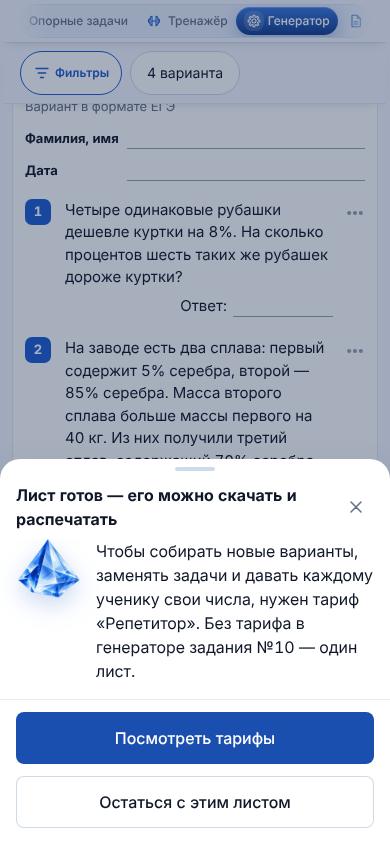 Опорные задачи Тренажёр Генератор
Фильтры 4 варианта
Вариант в формате ЕГЭ
Фамилия, имя
Дата
1 Четыре одинаковые рубашки
дешевле куртки на 8%. На сколько
процентов шесть таких же рубашек
дороже куртки?
Ответ:
2 На заводе есть два сплава: первый
содержит 5% серебра, второй —
85% серебра. Масса второго
сплава больше массы первого на
40 кг. Из них получили третий
сплав, содержащий 70% серебра
Лист готов — его можно скачать и
распечатать
Чтобы собирать новые варианты,
заменять задачи и давать каждому
ученику свои числа, нужен тариф
«Репетитор». Без тарифа в
генераторе задания №10 — один
лист.
Посмотреть тарифы
Остаться с этим листом